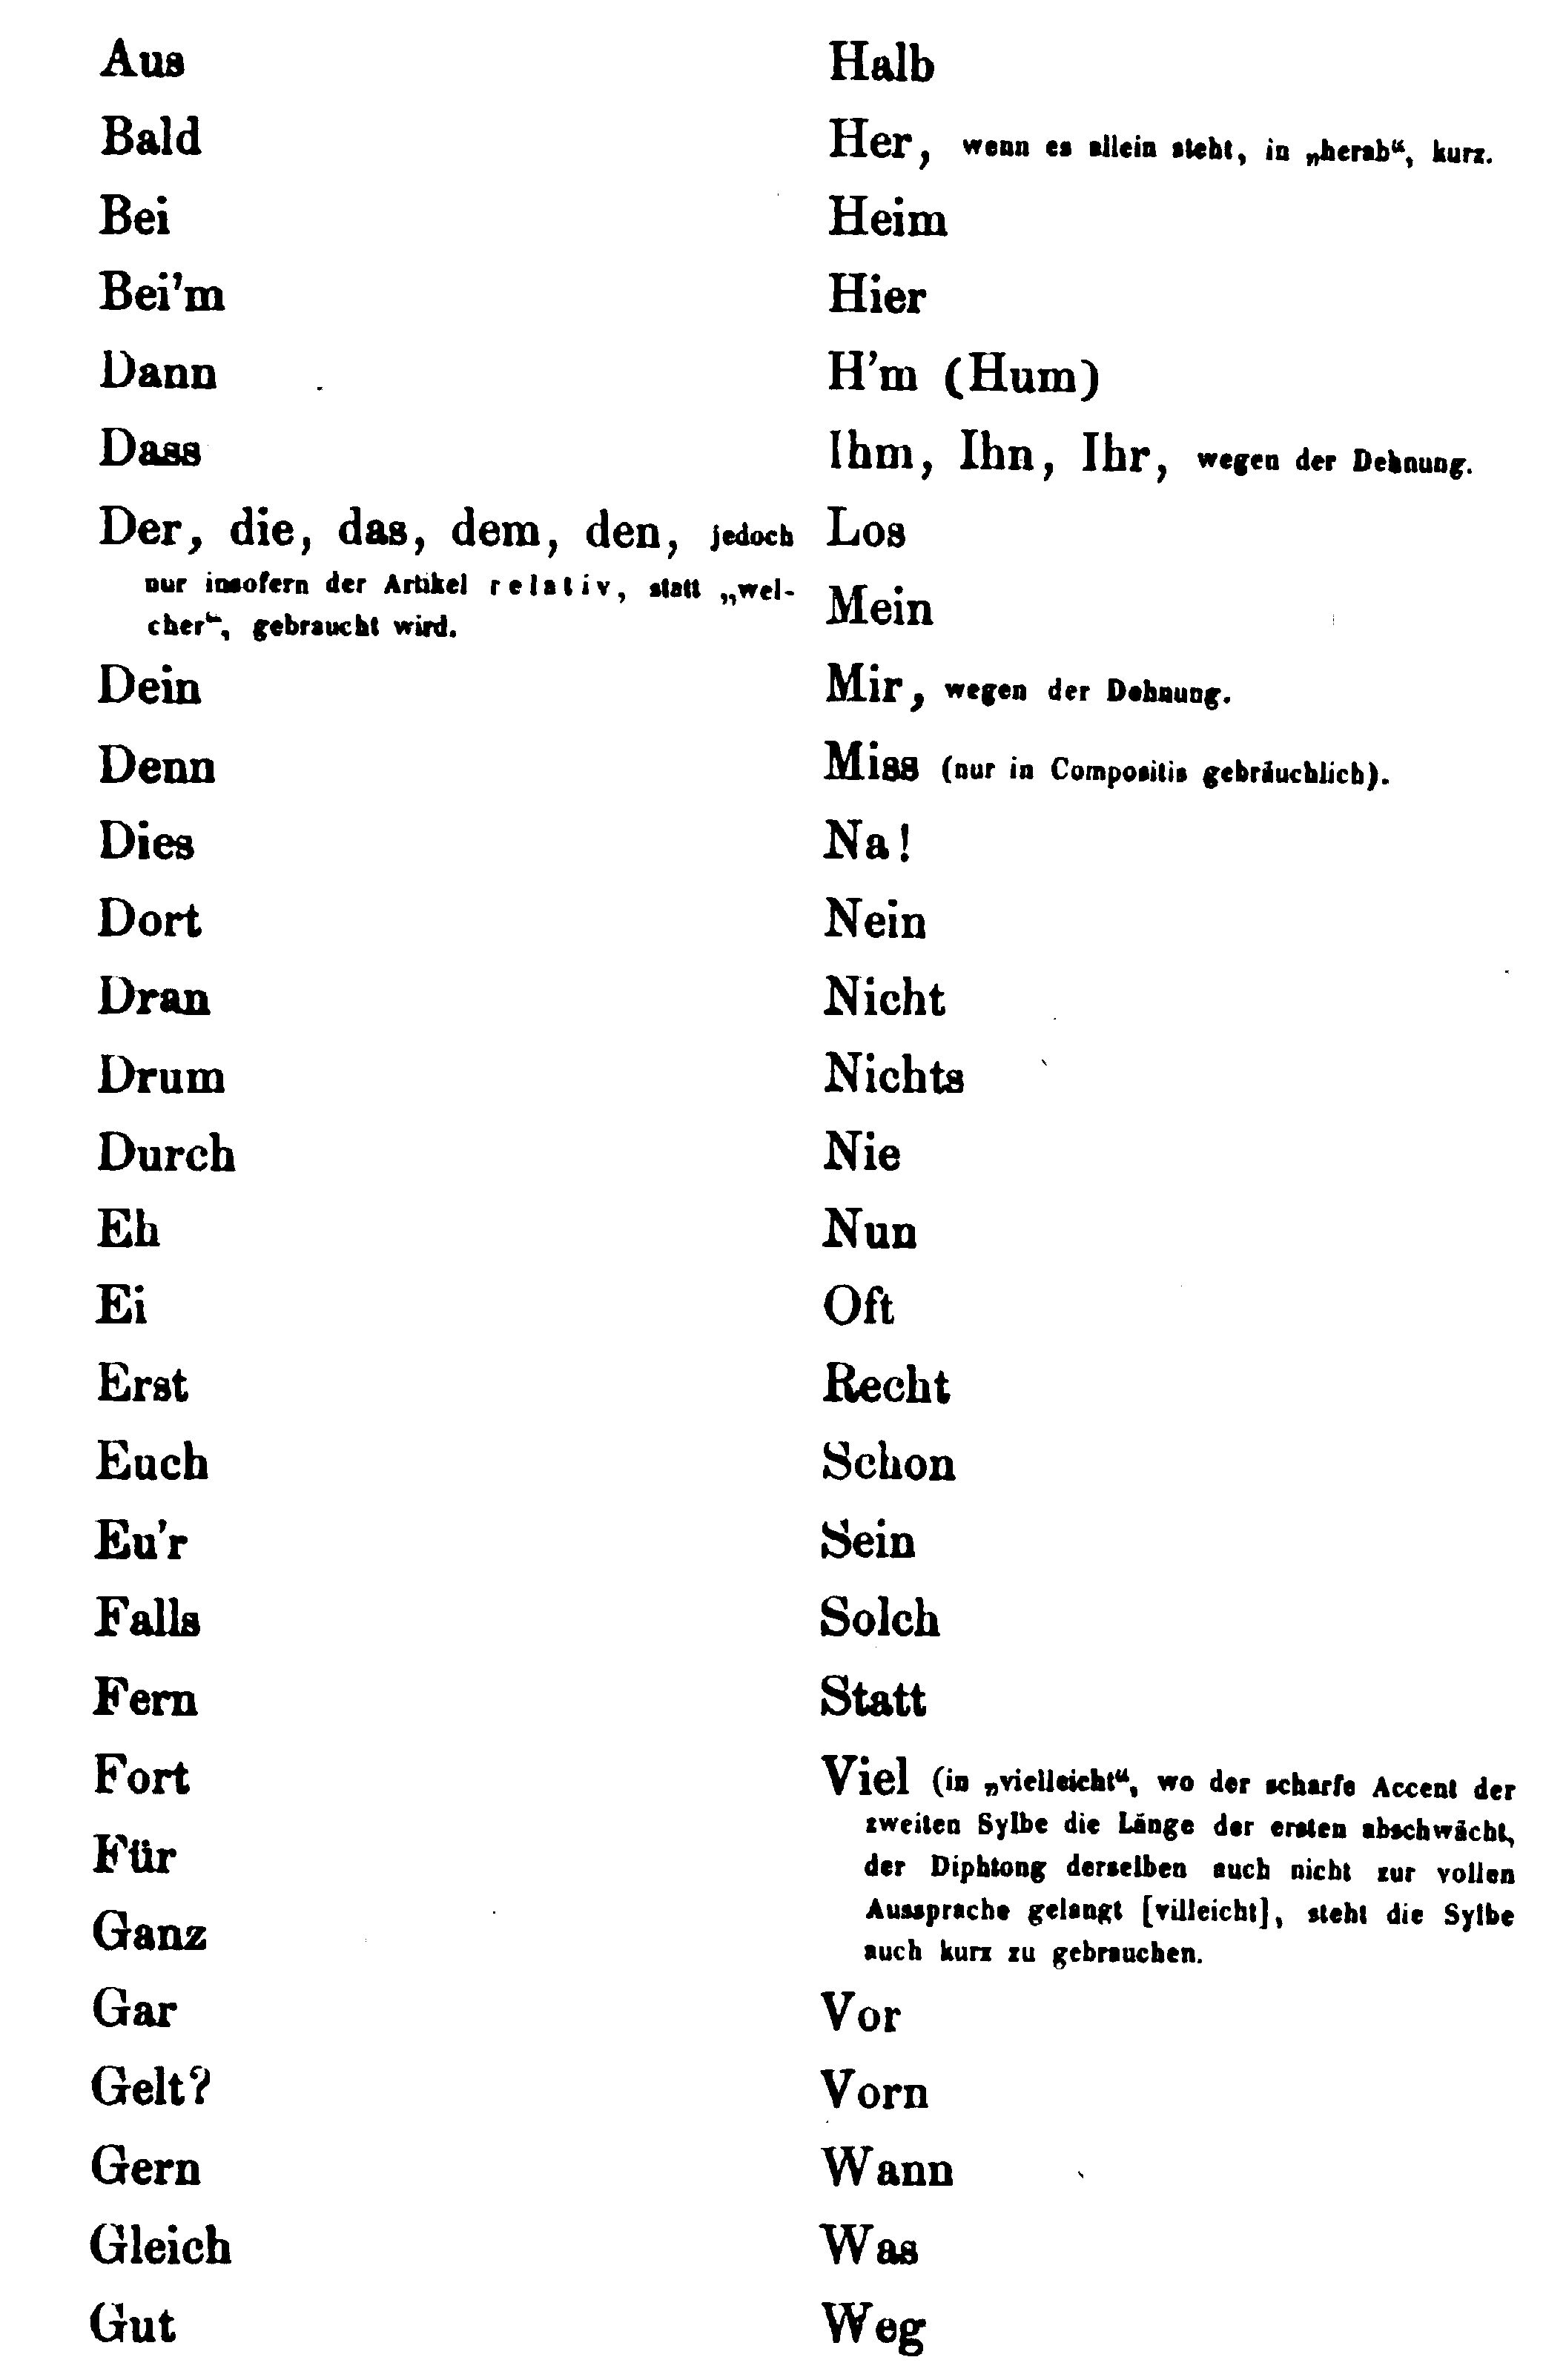 Aus
Bald
Bei
Bei'm
Dann
Dass
Der, die, das, dem, den, jedoch
nur insofern der Artikel relativ, statt „wel-
cher“, gebraucht wird.
Dein
Denn
Dies
Dort
Dran
Drum
Durch
Eh
Ei
Erst
Euch
Eu'r
Falls
Fern
Fort
Für
Ganz
Gar
Gelt?
Gern
Gleich
Gut
Halb
Her, wenn es allein steht, in „herab“, kurz.
Heim
Hier
H'm (Hum)
Ihm, Ihn, Ihr, wegen der Dehnung.
Los
Mein
Mir, wegen der Dehnung.
Miss (nur in Compositis gebräuchlich).
Na!
Nein
Nicht
Nichts
Nie
Nun
Oft
Recht
Schon
Sein
Solch
Statt
Viel (in „vielleicht“, wo der scharfe Accent der
zweiten Sylbe die Länge der ersten abschwächt,
der Diphtong derselben auch nicht zur vollen
Aussprache gelangt [villeicht], steht die Sylbe
auch kurz zu gebrauchen.
Vor
Vorn
Wann
Was
Weg